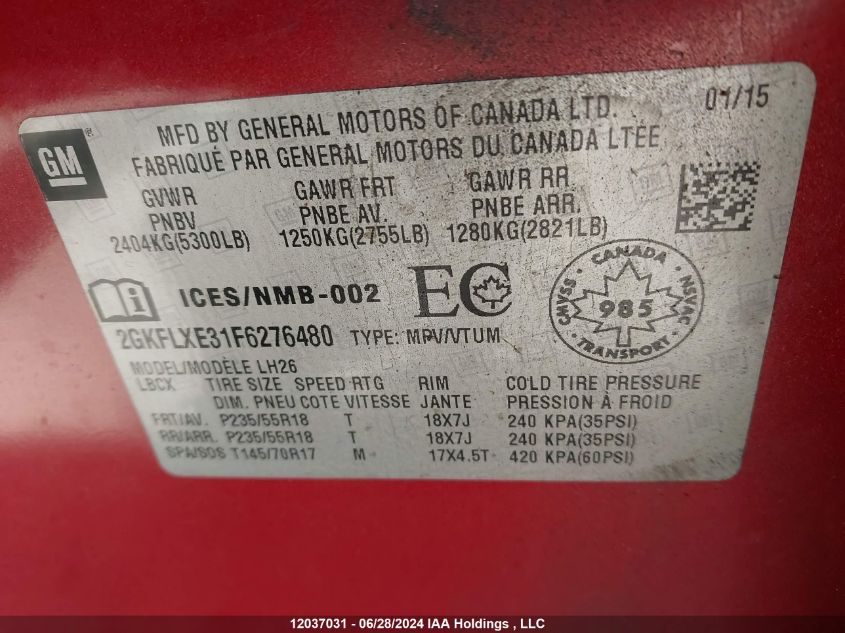 GM ®
MFD BY GENERAL MOTORS OF CANADA LTD. 01/15
FABRIQUÉ PAR GENERAL MOTORS DU CANADA LTÉE
GVWR GAWR FRT GAWR RR
PNBV PNBE AV. PNBE ARR.
2404KG(5300LB) 1250KG(2755LB) 1280KG(2821LB)
ICES/NMB-002 EC
CANADA
CMVSS 985 NSVAC
TRANSPORT
2GKFLXE31F6276480 TYPE: MPV/VTUM
MODEL/MODÈLE LH26
LBCX TIRE SIZE SPEED RTG RIM COLD TIRE PRESSURE
DIM. PNEU COTE VITESSE JANTE PRESSION À FROID
FRT/AV. P235/55R18 T 18X7J 240 KPA(35PSI)
RR/ARR. P235/55R18 T 18X7J 240 KPA(35PSI)
SPA/SOS T145/70R17 M 17X4.5T 420 KPA(60PSI)
12037031 - 06/28/2024 IAA Holdings , LLC